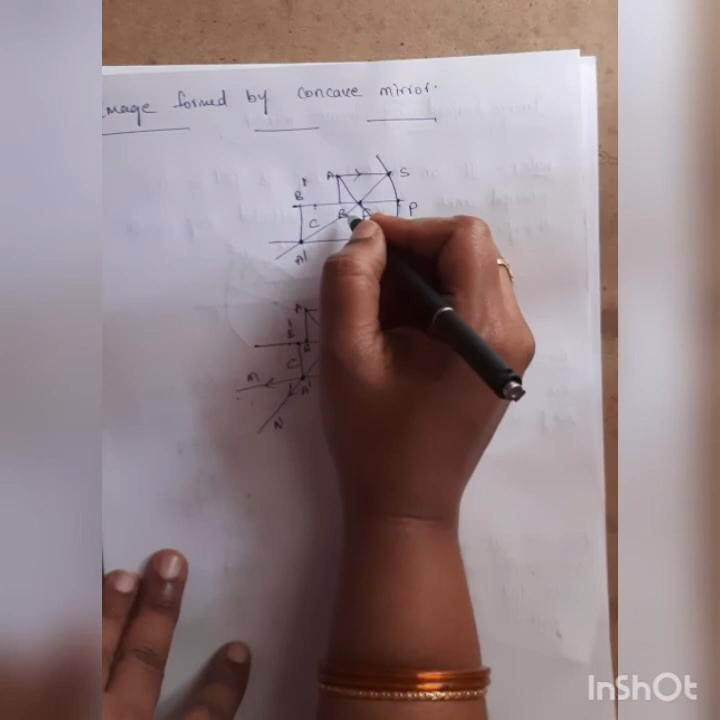 mage formed by concave mirror.
A S
B'
C B P
A'
A
B'
B
C
M A'
N
InShOt